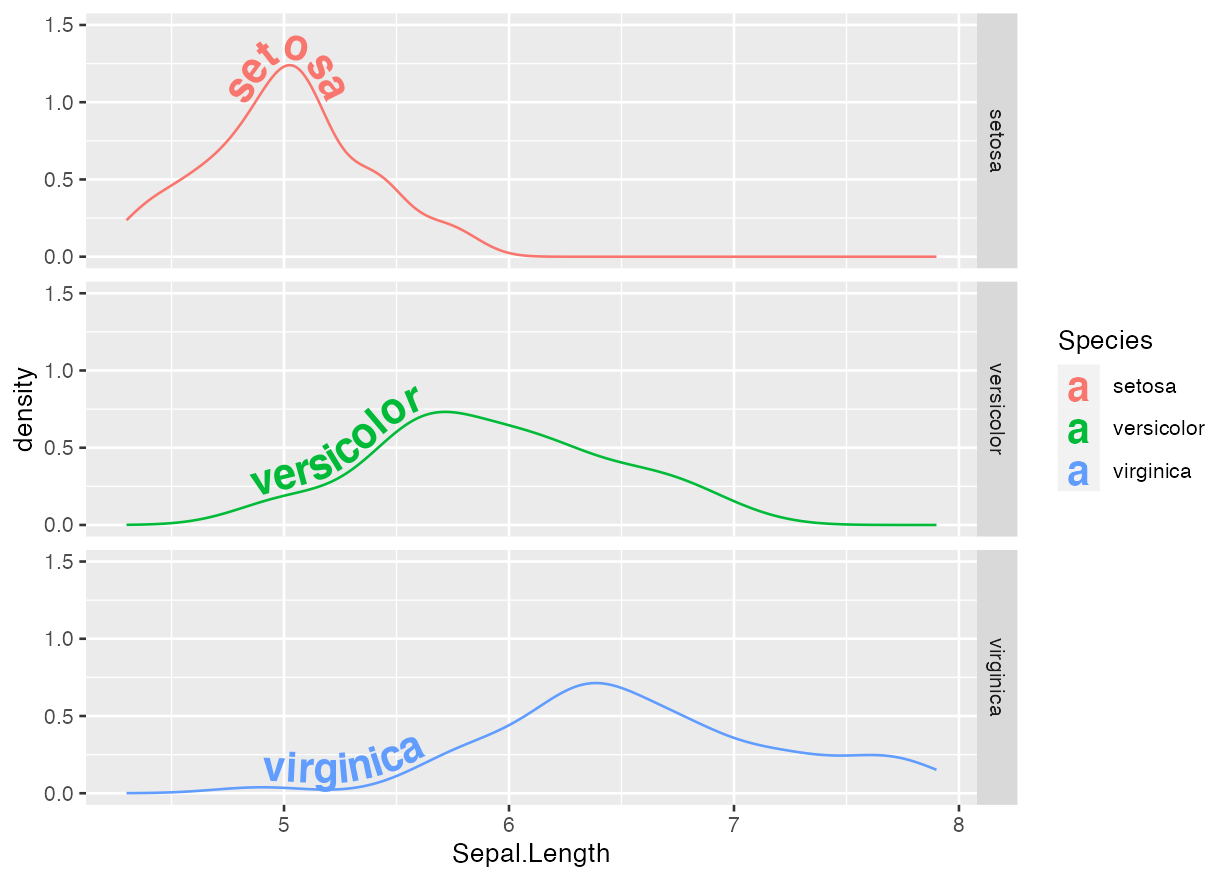 1.5
1.0
0.5
0.0
setosa
setosa
1.5
1.0
0.5
0.0
versicolor
versicolor
1.5
1.0
0.5
0.0
virginica
virginica
5 6 7 8
Sepal.Length
density
Species
a setosa
a versicolor
a virginica